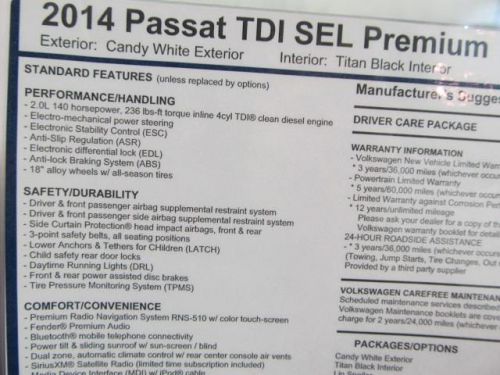 2014 Passat TDI SEL Premium
Exterior: Candy White Exterior Interior: Titan Black Interior
STANDARD FEATURES (unless replaced by options)
PERFORMANCE/HANDLING
- 2.0L 140 horsepower, 236 lbs-ft torque inline 4cyl TDI® clean diesel engine
- Electro-mechanical power steering
- Electronic Stability Control (ESC)
- Anti-Slip Regulation (ASR)
- Electronic differential lock (EDL)
- Anti-lock Braking System (ABS)
- 18" alloy wheels w/ all-season tires
SAFETY/DURABILITY
- Driver & front passenger airbag supplemental restraint system
- Driver & front passenger side airbag supplemental restraint system
- Side Curtain Protection® head impact airbags, front & rear
- 3-point safety belts, all seating positions
- Lower Anchors & Tethers for Children (LATCH)
- Child safety rear door locks
- Daytime Running Lights (DRL)
- Front & rear power assisted disc brakes
- Tire Pressure Monitoring System (TPMS)
COMFORT/CONVENIENCE
- Premium Radio Navigation System RNS-510 w/ color touch-screen
- Fender® Premium Audio
- Bluetooth® mobile telephone connectivity
- Power tilt & sliding sunroof w/ sun-screen / blind
- Dual zone, automatic climate control w/ rear center console air vents
- SiriusXM® Satellite Radio (limited time subscription included)
- Media Device Interface (MDI) w/ iPod® cable
Manufacturer's Sugges
DRIVER CARE PACKAGE
WARRANTY INFORMATION
- Volkswagen New Vehicle Limited Warr
* 3 years/36,000 miles (whichever occur
- Powertrain Limited Warranty
* 5 years/60,000 miles (whichever occu
- Limited Warranty against Corrosion Per
* 12 years/unlimited mileage
Please ask your dealer for a copy of th
Volkswagen warranty booklet for detail
24-HOUR ROADSIDE ASSISTANCE
- * 3 years/36,000 miles (whichever occu
(Towing, Jump Starts, Tire Changes, Out
Provided by a third party supplier
VOLKSWAGEN CAREFREE MAINTENA
Scheduled maintenance services described
Volkswagen Maintenance booklets are cove
charge for 2 years/24,000 miles (whichever
PACKAGES/OPTIONS
Candy White Exterior
Titan Black Interior